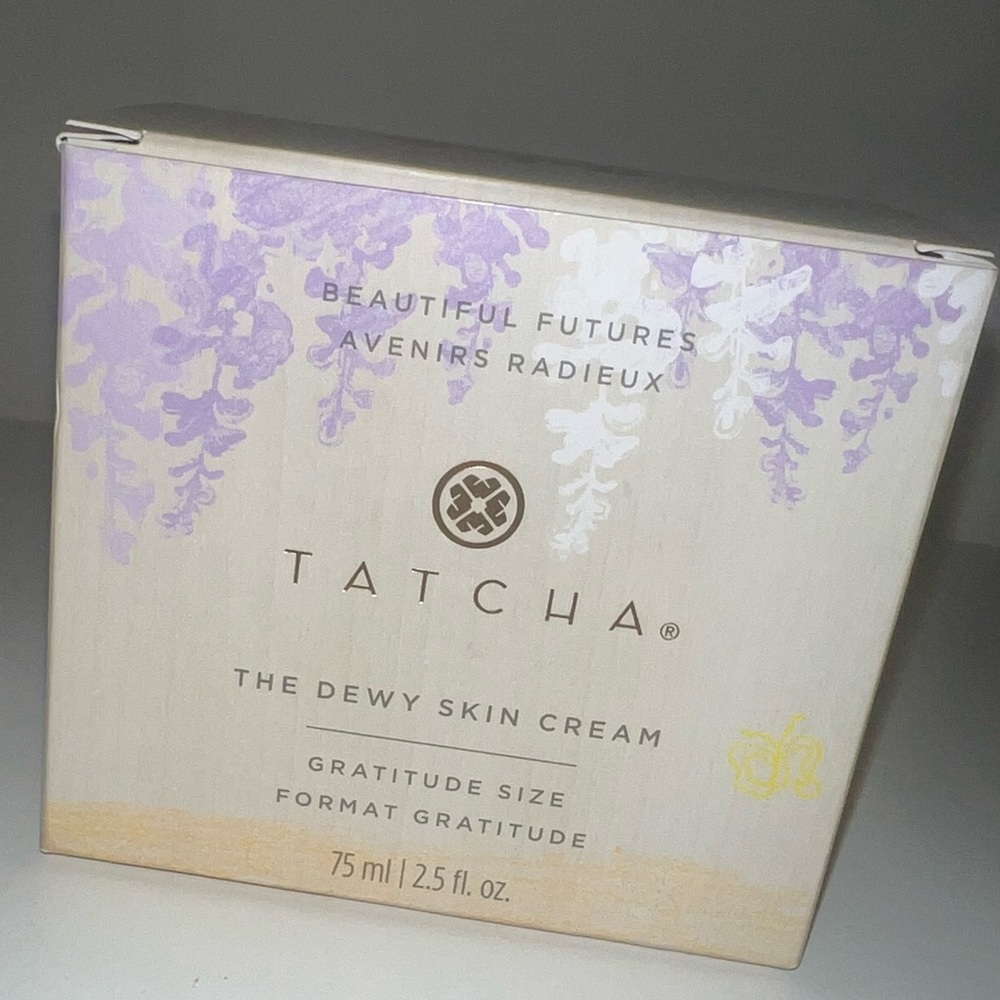 BEAUTIFUL FUTURES
AVENIRS RADIEUX
TATCHA®
THE DEWY SKIN CREAM
GRATITUDE SIZE
FORMAT GRATITUDE
75 ml | 2.5 fl. oz.